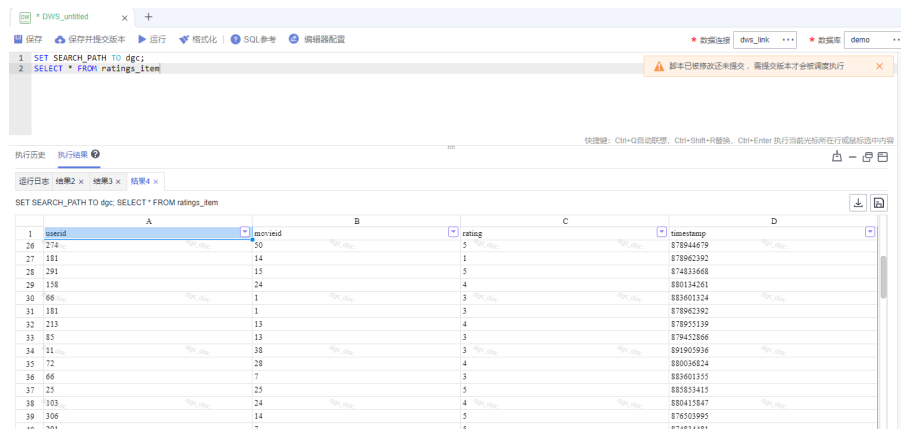 DW * DWS_untitled × +
保存 保存并提交版本 运行 格式化 SQL参考 编辑器配置 * 数据连接 dws_link ··· * 数据库 demo ··
1 SET SEARCH_PATH TO dgc;
2 SELECT * FROM ratings_item
脚本已被修改还未提交，需提交版本才会被调度执行 ×
快捷键：Ctrl+Q自动联想，Ctrl+Shift+R替换，Ctrl+Enter 执行当前光标所在行或鼠标选中内容
执行历史 执行结果 ?
运行日志 结果2 × 结果3 × 结果4 ×
SET SEARCH_PATH TO dgc; SELECT * FROM ratings_item
A B C D
1 userid movieid rating timestamp
26 274 50 5 878944679
27 181 14 1 878962392
28 291 15 5 874833668
29 158 24 4 880134261
30 66 1 3 883601324
31 181 1 3 878962392
32 213 13 4 878955139
33 85 13 3 879452866
34 11 38 3 891905936
35 72 28 4 880036824
36 66 7 3 883601355
37 25 25 5 885853415
38 103 24 4 880415847
39 306 14 5 876503995
40 291 7 5 874834481